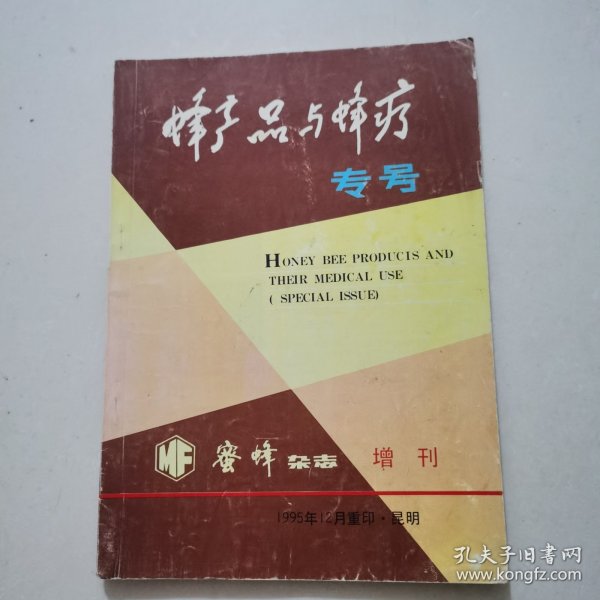 蜂产品与蜂疗
专号
HONEY BEE PRODUCIS AND
THEIR MEDICAL USE
( SPECIAL ISSUE)
MF 蜜蜂杂志 增刊
1995年12月重印·昆明
孔夫子旧书网
www.kongfz.com